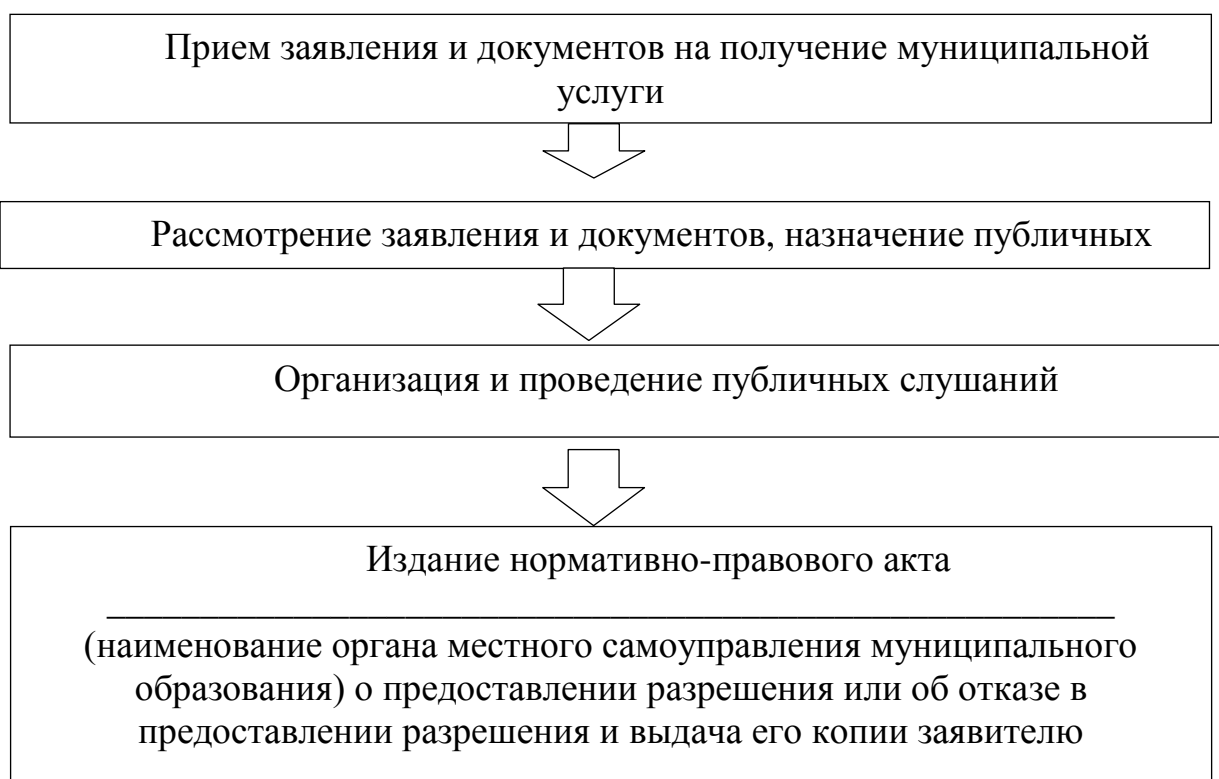 Прием заявления и документов на получение муниципальной
услуги
Рассмотрение заявления и документов, назначение публичных
Организация и проведение публичных слушаний
Издание нормативно-правового акта
______________________________________________________
(наименование органа местного самоуправления муниципального
образования) о предоставлении разрешения или об отказе в
предоставлении разрешения и выдача его копии заявителю